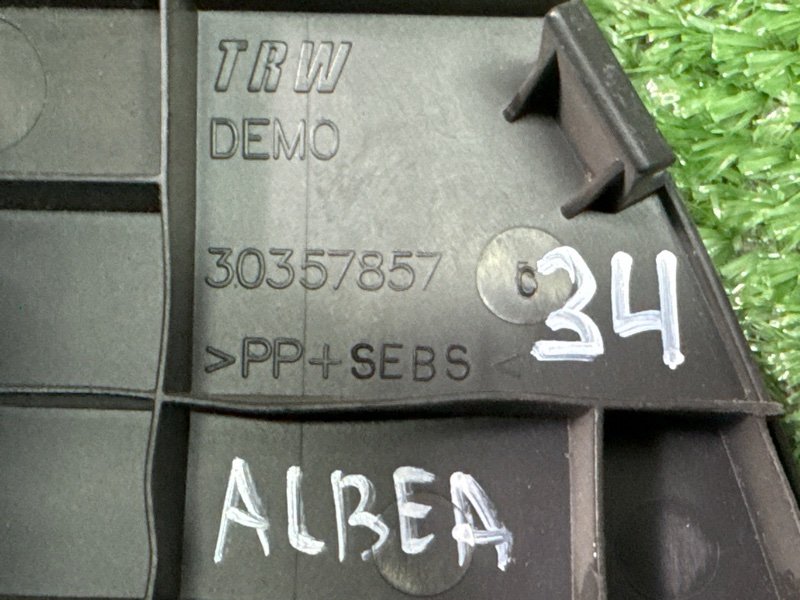 TRW
DEMO
30357857
34
>PP+SEBS<
ALBEA